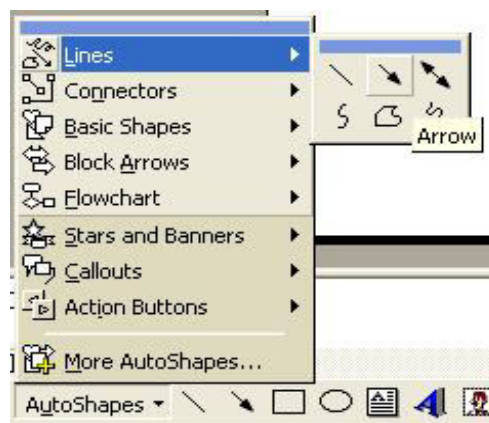 Lines
Connectors
Basic Shapes
Block Arrows
Flowchart
Stars and Banners
Callouts
Action Buttons
More AutoShapes...
Arrow
AutoShapes